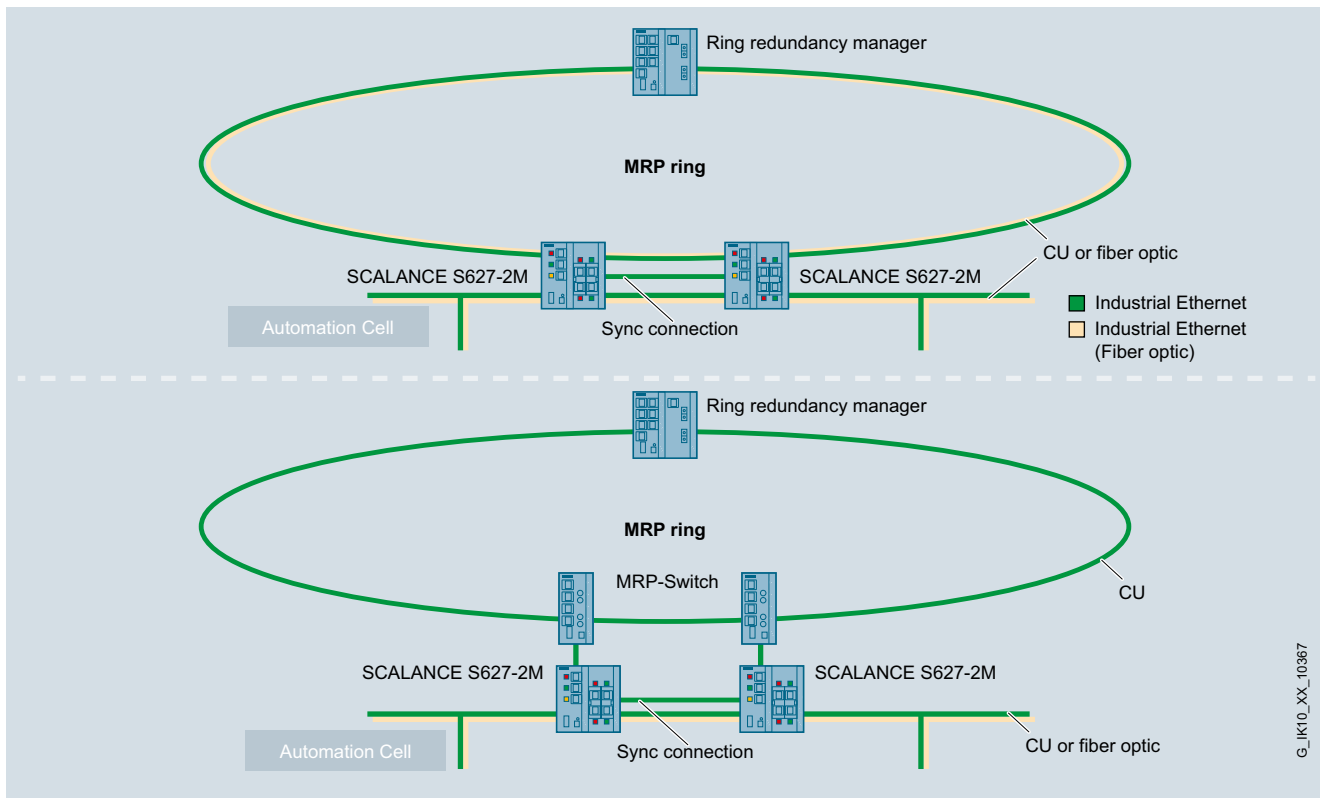 Ring redundancy manager
MRP ring
CU or fiber optic
SCALANCE S627-2M
SCALANCE S627-2M
Industrial Ethernet
Industrial Ethernet
(Fiber optic)
Automation Cell
Sync connection
Ring redundancy manager
MRP ring
MRP-Switch
CU
SCALANCE S627-2M
SCALANCE S627-2M
Automation Cell
Sync connection
CU or fiber optic
G_IK10_XX_10367